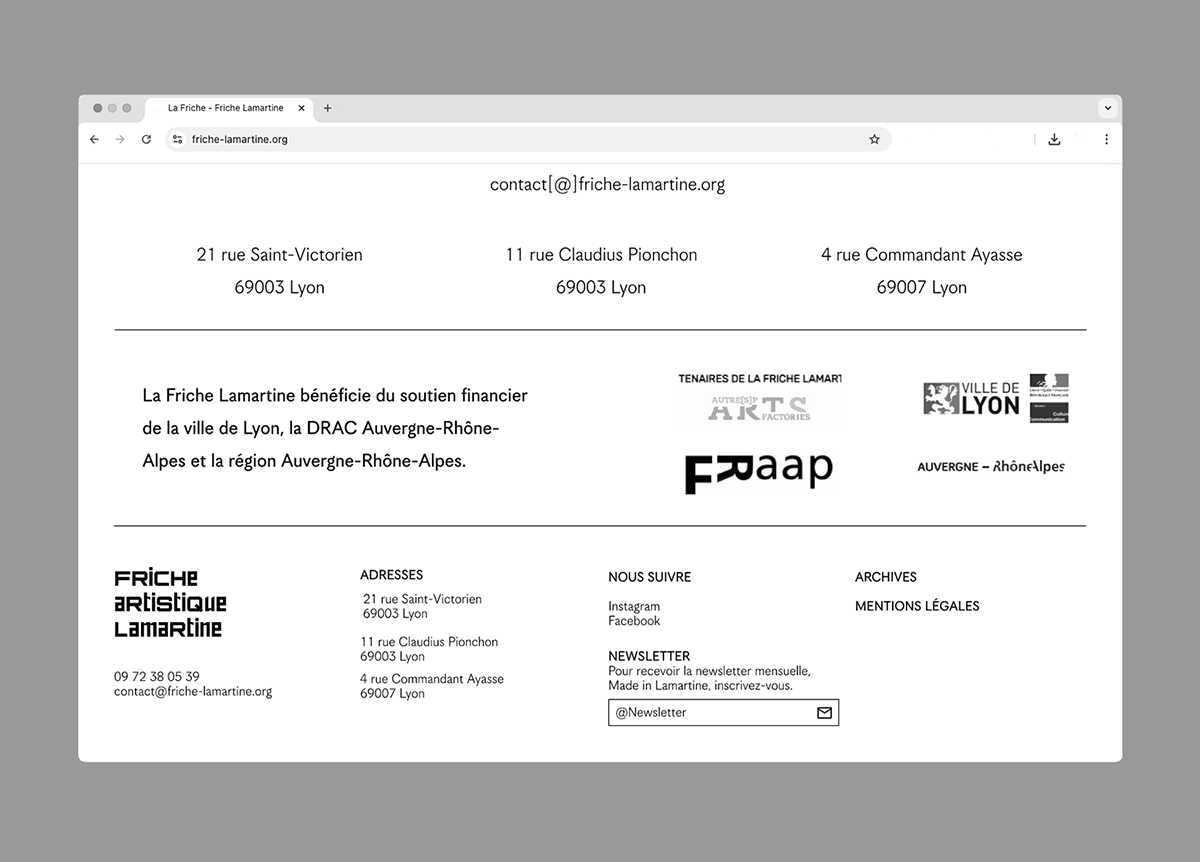 La Friche - Friche Lamartine
friche-lamartine.org
contact[@]friche-lamartine.org
21 rue Saint-Victorien
69003 Lyon
11 rue Claudius Pionchon
69003 Lyon
4 rue Commandant Ayasse
69007 Lyon
La Friche Lamartine bénéficie du soutien financier
de la ville de Lyon, la DRAC Auvergne-Rhône-
Alpes et la région Auvergne-Rhône-Alpes.
TENAIRES DE LA FRICHE LAMART
AUTRE[S]P
ARTS
FACTORIES
VILLE DE
LYON
FRaap
AUVERGNE – RhôneAlpes
FRiCHe
aRtistique
LamaRtine
09 72 38 05 39
contact@friche-lamartine.org
ADRESSES
21 rue Saint-Victorien
69003 Lyon
11 rue Claudius Pionchon
69003 Lyon
4 rue Commandant Ayasse
69007 Lyon
NOUS SUIVRE
Instagram
Facebook
NEWSLETTER
Pour recevoir la newsletter mensuelle,
Made in Lamartine, inscrivez-vous.
@Newsletter
ARCHIVES
MENTIONS LÉGALES